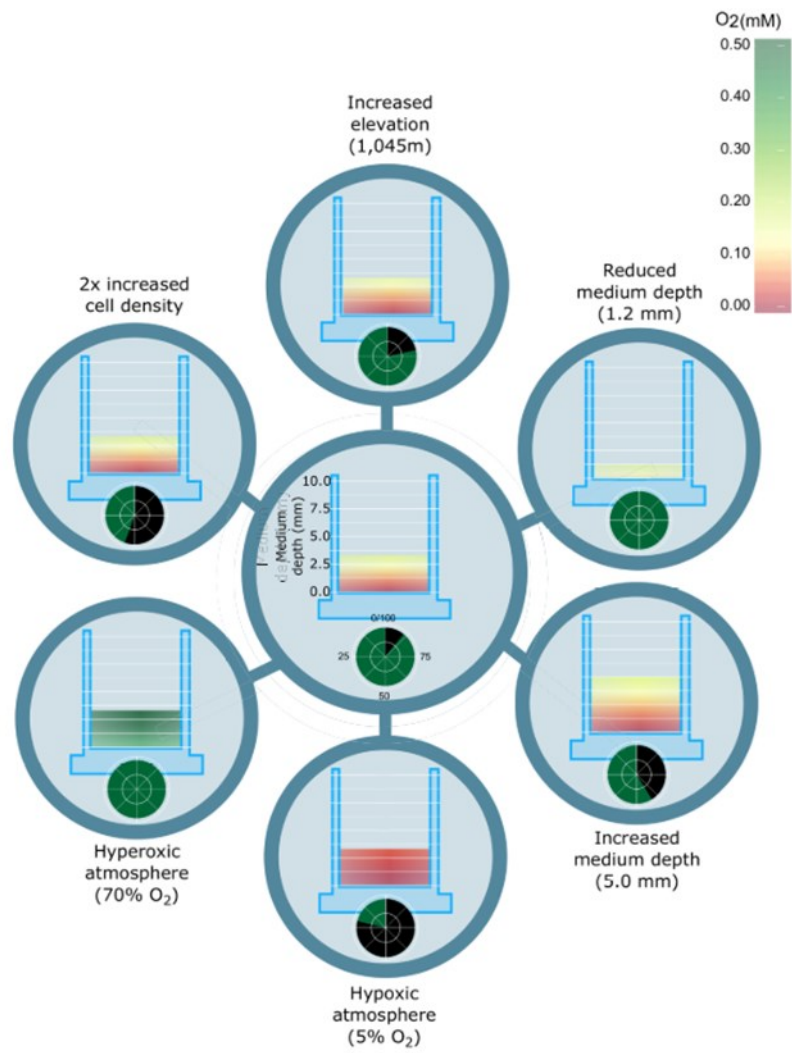 O2(mM)
0.50
0.40
0.30
0.20
0.10
0.00
Increased
elevation
(1,045m)
2x increased
cell density
Reduced
medium depth
(1.2 mm)
10.0
7.5
5.0
2.5
0.0
Medium
depth (mm)
0/100
25
75
50
Hyperoxic
atmosphere
(70% O₂)
Increased
medium depth
(5.0 mm)
Hypoxic
atmosphere
(5% O₂)